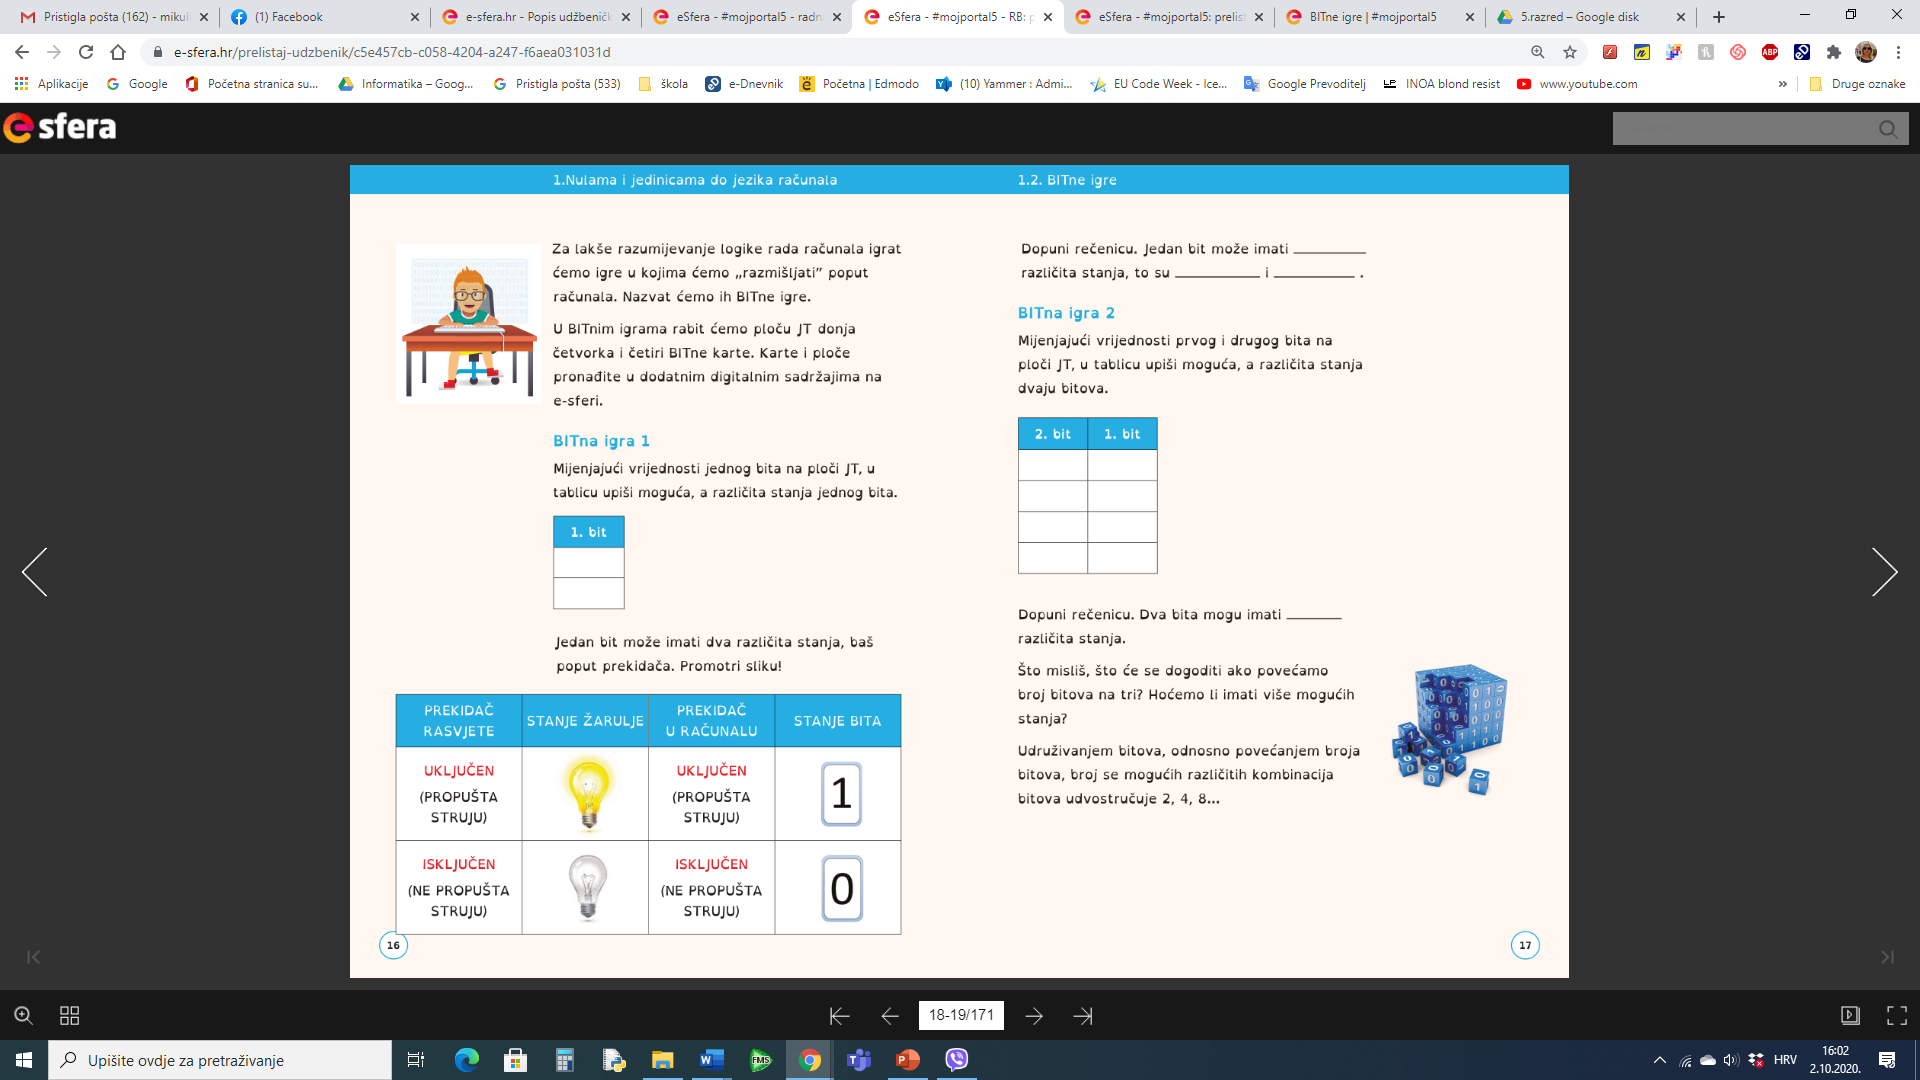 Pristigla pošta (162) - mikul
(1) Facebook
e-sfera.hr - Popis udžbeničk
eSfera - #mojportal5 - radna
eSfera - #mojportal5 - RB: p
eSfera - #mojportal5: prelist
BITne igre | #mojportal5
5.razred – Google disk
e-sfera.hr/prelistaj-udzbenik/c5e457cb-c058-4204-a247-f6aea031031d
Aplikacije
Google
Početna stranica su...
Informatika – Goog...
Pristigla pošta (533)
škola
e-Dnevnik
Početna | Edmodo
(10) Yammer : Admi...
EU Code Week - Ice...
Google Prevoditelj
INOA blond resist
www.youtube.com
»
Druge oznake
sfera
1.Nulama i jedinicama do jezika računala
Za lakše razumijevanje logike rada računala igrat
ćemo igre u kojima ćemo „razmišljati” poput
računala. Nazvat ćemo ih BITne igre.
U BITnim igrama rabit ćemo ploču JT donja
četvorka i četiri BITne karte. Karte i ploče
pronađite u dodatnim digitalnim sadržajima na
e-sferi.
BITna igra 1
Mijenjajući vrijednosti jednog bita na ploči JT, u
tablicu upiši moguća, a različita stanja jednog bita.
1. bit
Jedan bit može imati dva različita stanja, baš
poput prekidača. Promotri sliku!
PREKIDAČ
RASVJETE
STANJE ŽARULJE
PREKIDAČ
U RAČUNALU
STANJE BITA
UKLJUČEN
(PROPUŠTA
STRUJU)
UKLJUČEN
(PROPUŠTA
STRUJU)
1
ISKLJUČEN
(NE PROPUŠTA
STRUJU)
ISKLJUČEN
(NE PROPUŠTA
STRUJU)
0
16
1.2. BITne igre
Dopuni rečenicu. Jedan bit može imati ________
različita stanja, to su ________ i ________ .
BITna igra 2
Mijenjajući vrijednosti prvog i drugog bita na
ploči JT, u tablicu upiši moguća, a različita stanja
dvaju bitova.
2. bit 1. bit
Dopuni rečenicu. Dva bita mogu imati ______
različita stanja.
Što misliš, što će se dogoditi ako povećamo
broj bitova na tri? Hoćemo li imati više mogućih
stanja?
Udruživanjem bitova, odnosno povećanjem broja
bitova, broj se mogućih različitih kombinacija
bitova udvostručuje 2, 4, 8...
17
18-19/171
Upišite ovdje za pretraživanje
HRV
16:02
2.10.2020.